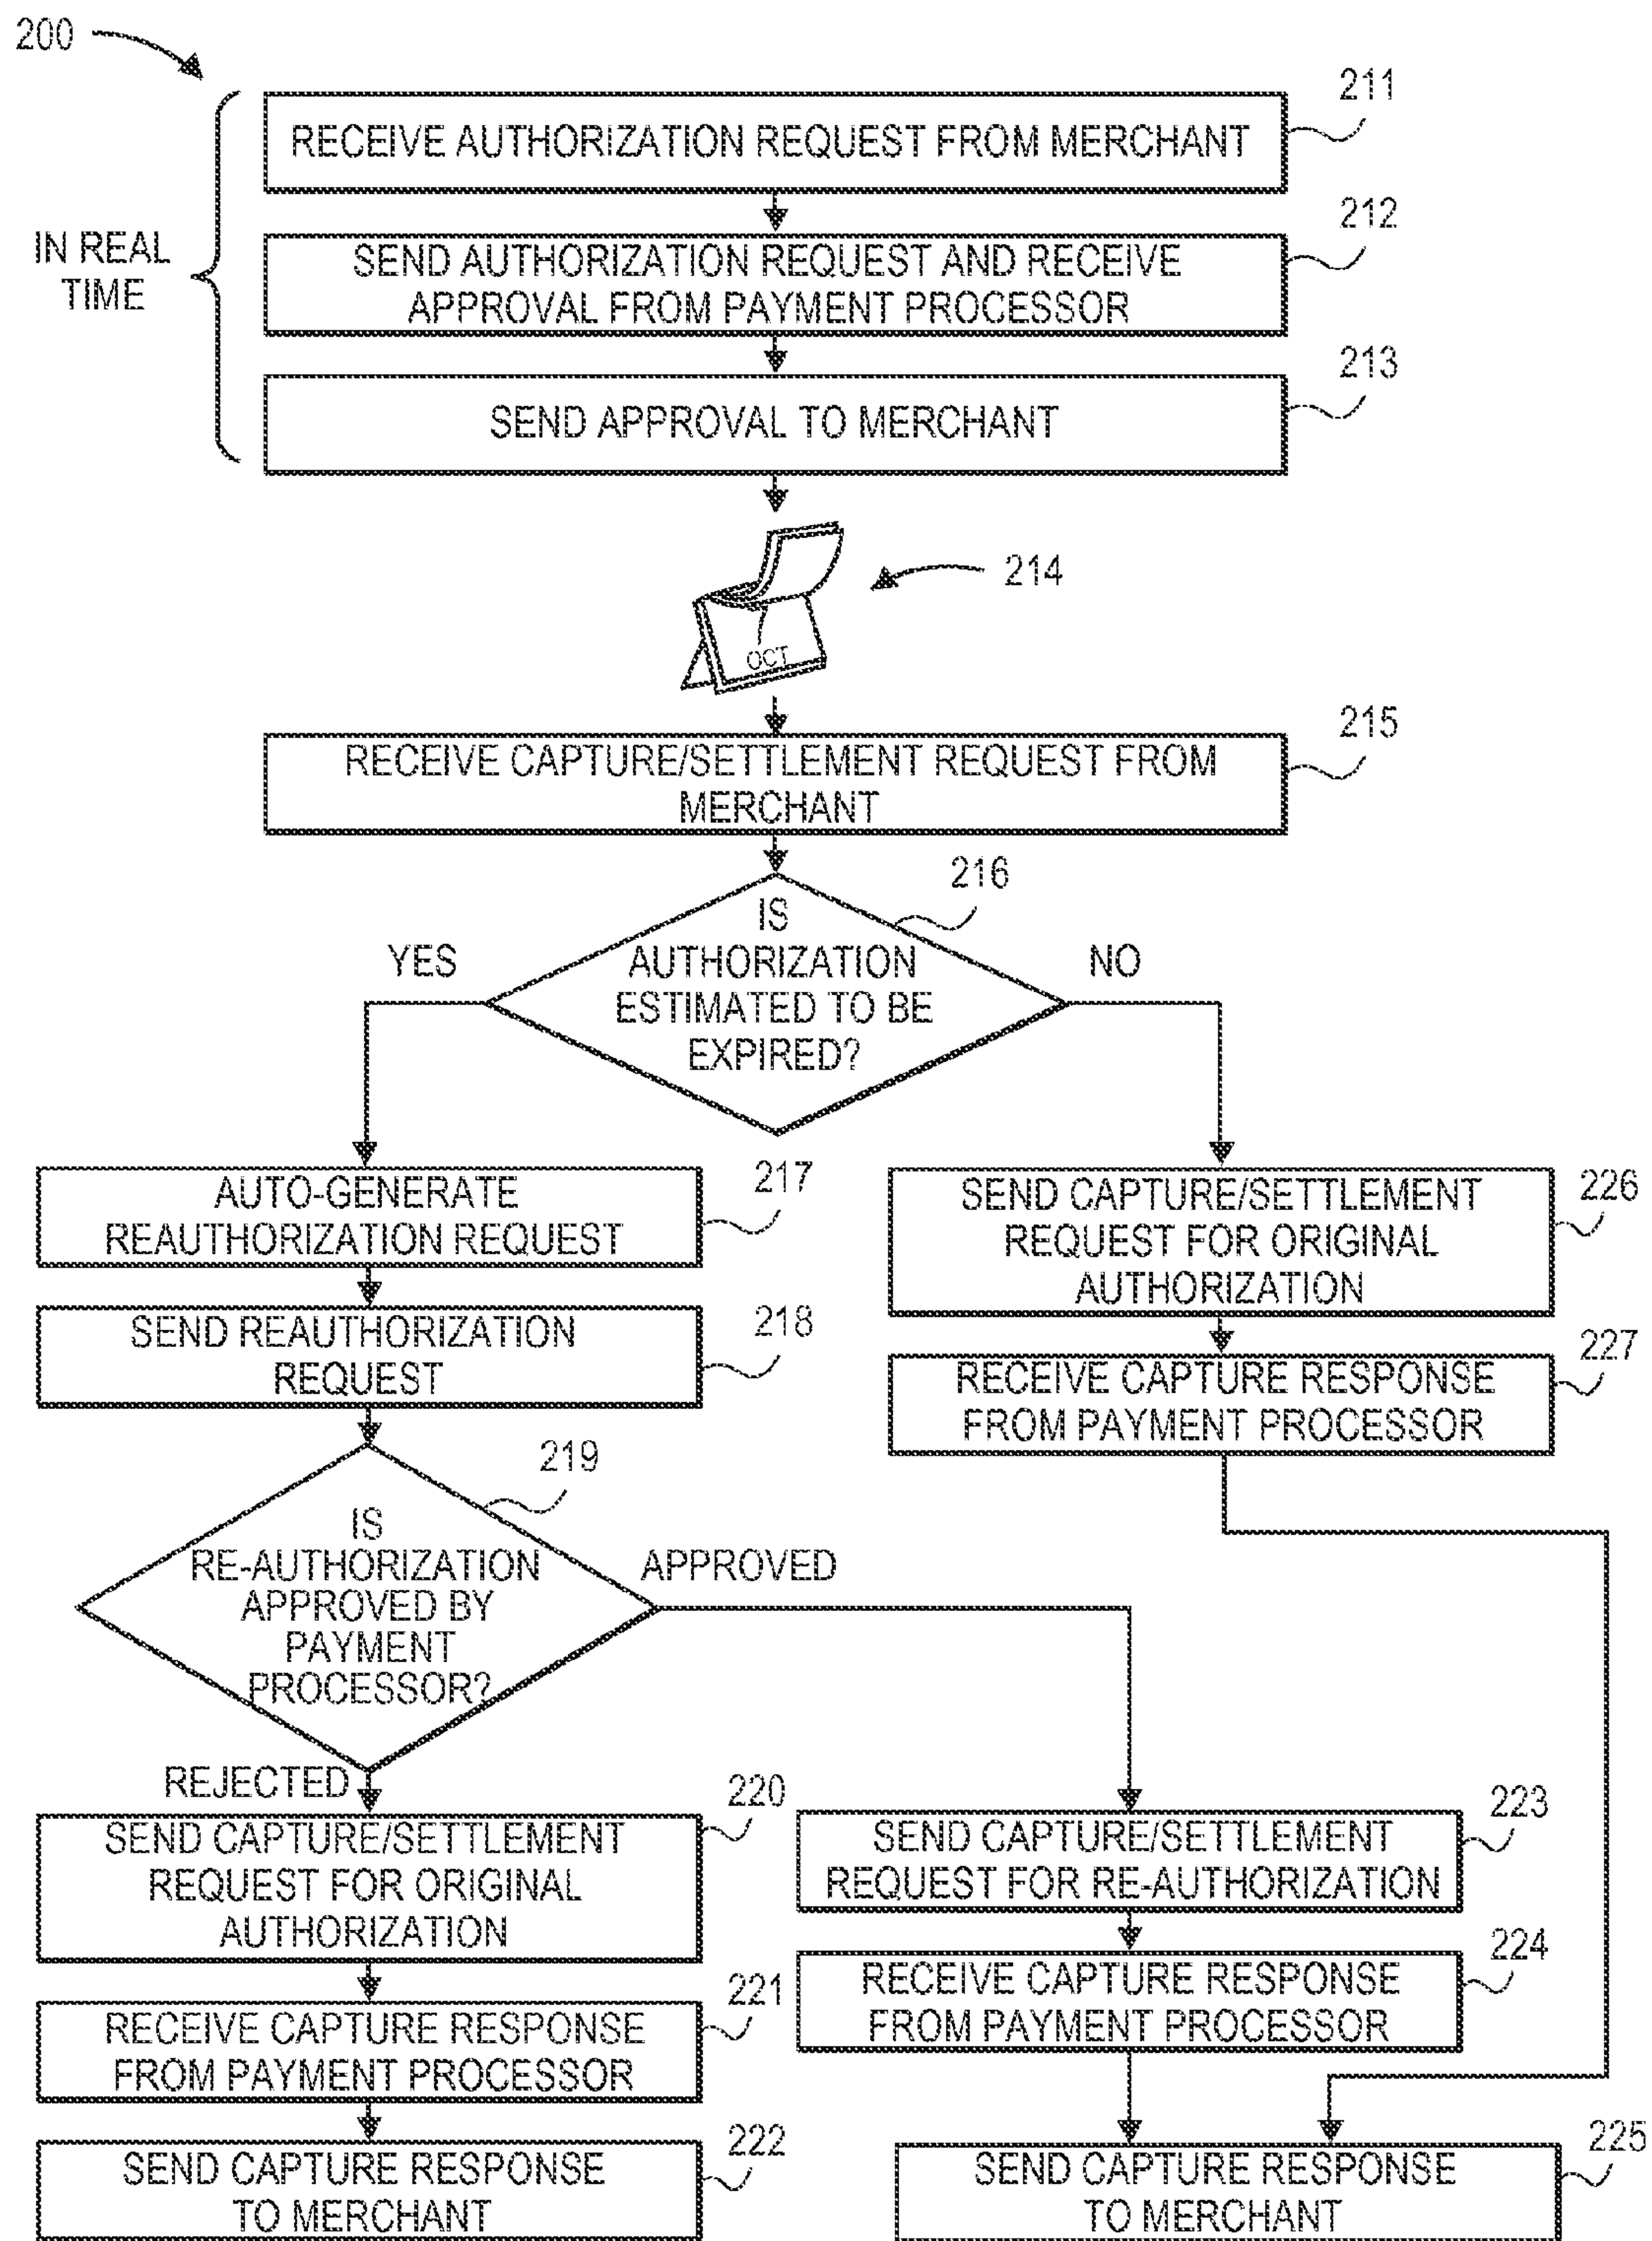 200
211
RECEIVE AUTHORIZATION REQUEST FROM MERCHANT
212
IN REAL
TIME
SEND AUTHORIZATION REQUEST AND RECEIVE
APPROVAL FROM PAYMENT PROCESSOR
213
SEND APPROVAL TO MERCHANT
214
OCT
215
RECEIVE CAPTURE/SETTLEMENT REQUEST FROM
MERCHANT
216
IS
AUTHORIZATION
ESTIMATED TO BE
EXPIRED?
YES
NO
217
AUTO-GENERATE
REAUTHORIZATION REQUEST
226
SEND CAPTURE/SETTLEMENT
REQUEST FOR ORIGINAL
AUTHORIZATION
218
SEND REAUTHORIZATION
REQUEST
227
RECEIVE CAPTURE RESPONSE
FROM PAYMENT PROCESSOR
219
IS
RE-AUTHORIZATION
APPROVED BY
PAYMENT
PROCESSOR?
APPROVED
REJECTED
220
SEND CAPTURE/SETTLEMENT
REQUEST FOR ORIGINAL
AUTHORIZATION
223
SEND CAPTURE/SETTLEMENT
REQUEST FOR RE-AUTHORIZATION
221
RECEIVE CAPTURE RESPONSE
FROM PAYMENT PROCESSOR
224
RECEIVE CAPTURE RESPONSE
FROM PAYMENT PROCESSOR
222
SEND CAPTURE RESPONSE
TO MERCHANT
225
SEND CAPTURE RESPONSE
TO MERCHANT